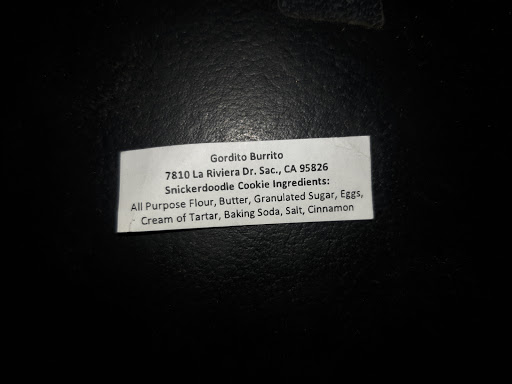 Gordito Burrito
7810 La Riviera Dr. Sac., CA 95826
Snickerdoodle Cookie Ingredients:
All Purpose Flour, Butter, Granulated Sugar, Eggs,
Cream of Tartar, Baking Soda, Salt, Cinnamon